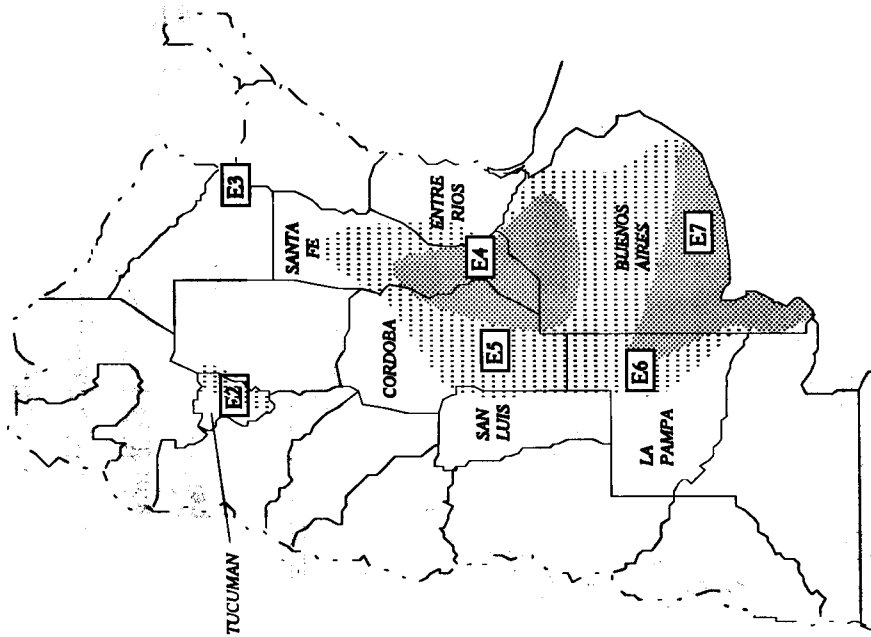 E3
E2
TUCUMAN
SANTA
FE
ENTRE
RIOS
CORDOBA
E4
E5
SAN
LUIS
BUENOS
AIRES
E7
E6
LA
PAMPA